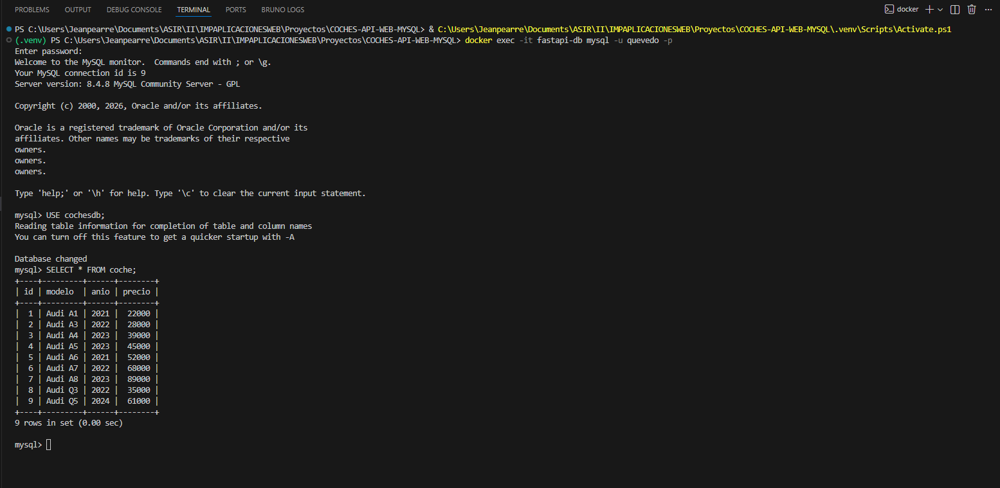 PROBLEMS OUTPUT DEBUG CONSOLE TERMINAL PORTS BRUNO LOGS docker
PS C:\Users\Jeanpearre\Documents\ASIR\II\IMPAPLICACIONESWEB\Proyectos\COCHES-API-WEB-MYSQL> & C:\Users\Jeanpearre\Documents\ASIR\II\IMPAPLICACIONESWEB\Proyectos\COCHES-API-WEB-MYSQL\.venv\Scripts\Activate.ps1
(.venv) PS C:\Users\Jeanpearre\Documents\ASIR\II\IMPAPLICACIONESWEB\Proyectos\COCHES-API-WEB-MYSQL> docker exec -it fastapi-db mysql -u quevedo -p
Enter password:
Welcome to the MySQL monitor.  Commands end with ; or \g.
Your MySQL connection id is 9
Server version: 8.4.8 MySQL Community Server - GPL

Copyright (c) 2000, 2026, Oracle and/or its affiliates.

Oracle is a registered trademark of Oracle Corporation and/or its
affiliates. Other names may be trademarks of their respective
owners.
owners.
owners.

Type 'help;' or '\h' for help. Type '\c' to clear the current input statement.

mysql> USE cochesdb;
Reading table information for completion of table and column names
You can turn off this feature to get a quicker startup with -A

Database changed
mysql> SELECT * FROM coche;
+----+---------+------+--------+
| id | modelo  | anio | precio |
+----+---------+------+--------+
|  1 | Audi A1 | 2021 |  22000 |
|  2 | Audi A3 | 2022 |  28000 |
|  3 | Audi A4 | 2023 |  39000 |
|  4 | Audi A5 | 2023 |  45000 |
|  5 | Audi A6 | 2021 |  52000 |
|  6 | Audi A7 | 2022 |  68000 |
|  7 | Audi A8 | 2023 |  89000 |
|  8 | Audi Q3 | 2022 |  35000 |
|  9 | Audi Q5 | 2024 |  61000 |
+----+---------+------+--------+
9 rows in set (0.00 sec)

mysql>